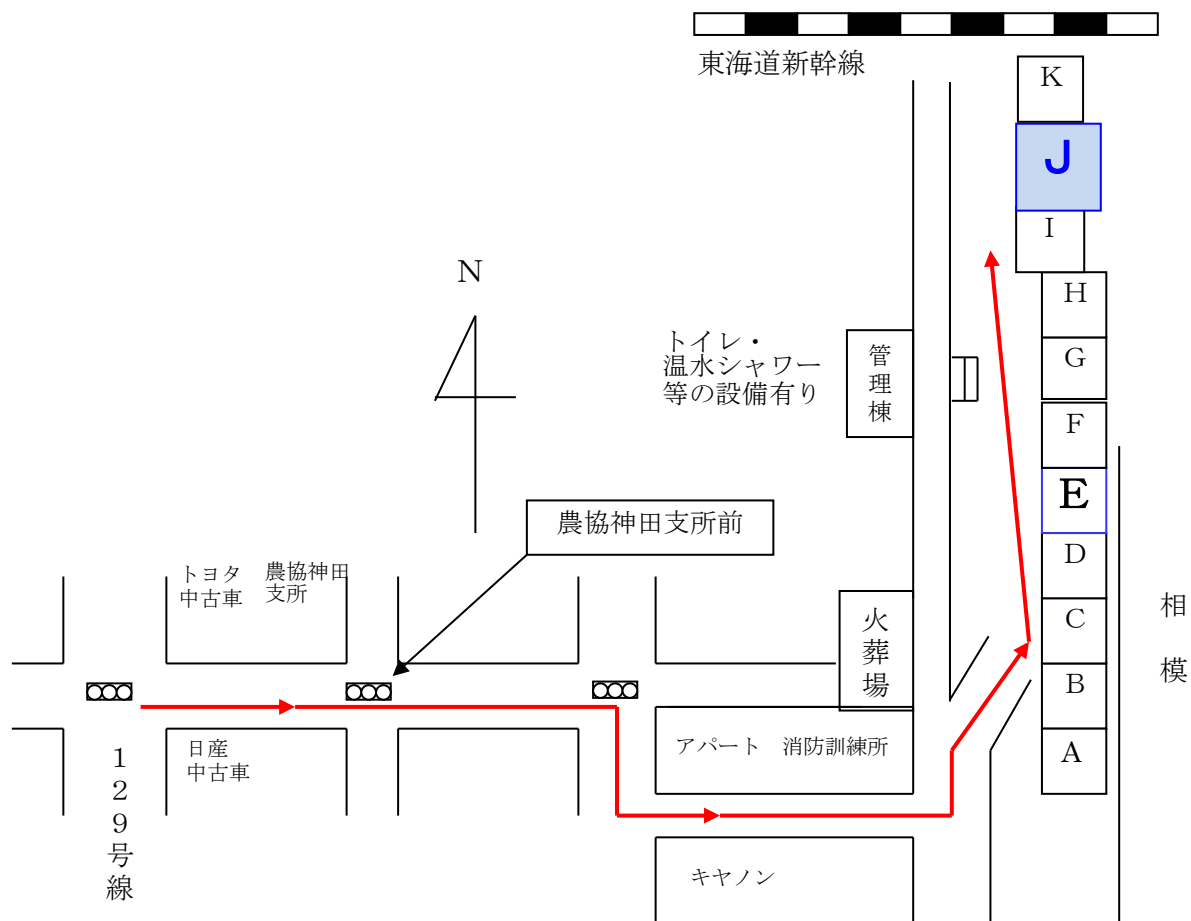 東海道新幹線
K
J
I
H
G
F
E
D
C
B
A
N
トイレ・
温水シャワー
等の設備有り
管理棟
農協神田支所前
トヨタ
中古車
農協神田
支所
火葬場
相模
日産
中古車
アパート　消防訓練所
129号線
キヤノン